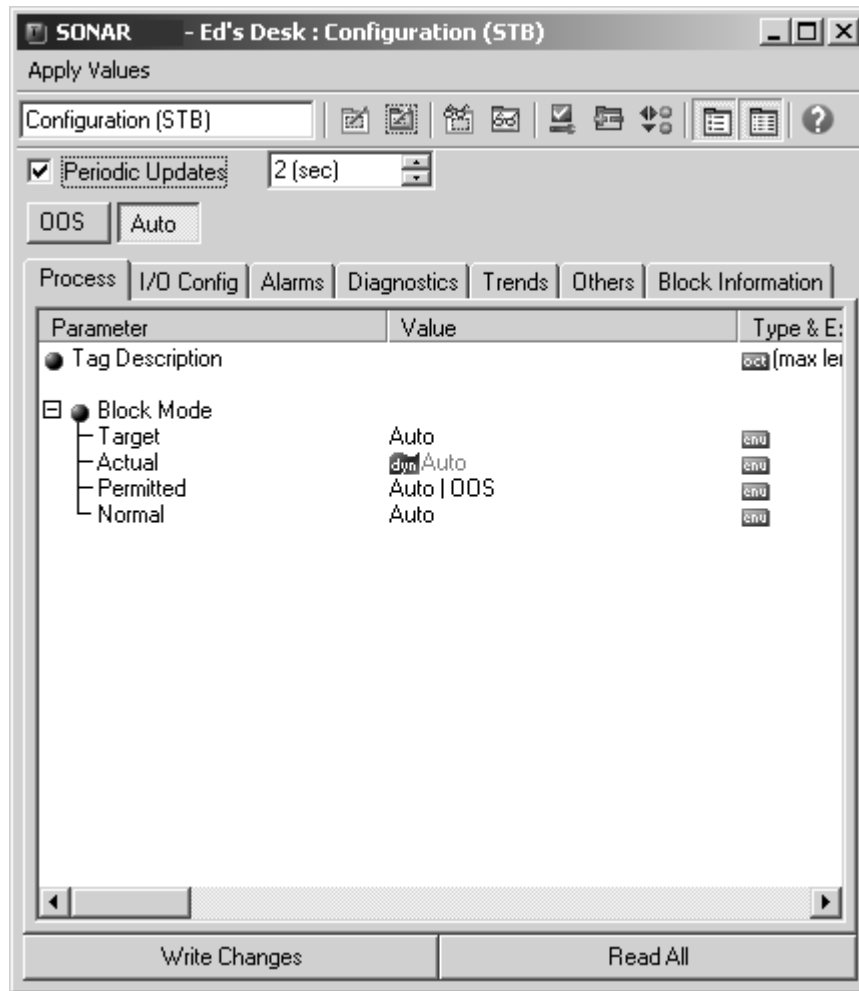 SONAR - Ed's Desk : Configuration (STB)
Apply Values
Configuration (STB)
Periodic Updates 2 (sec)
OOS Auto
Process I/O Config Alarms Diagnostics Trends Others Block Information
Parameter Value Type & E:
Tag Description oct (max ler
Block Mode
Target Auto enu
Actual dyn Auto enu
Permitted Auto | OOS enu
Normal Auto enu
Write Changes Read All